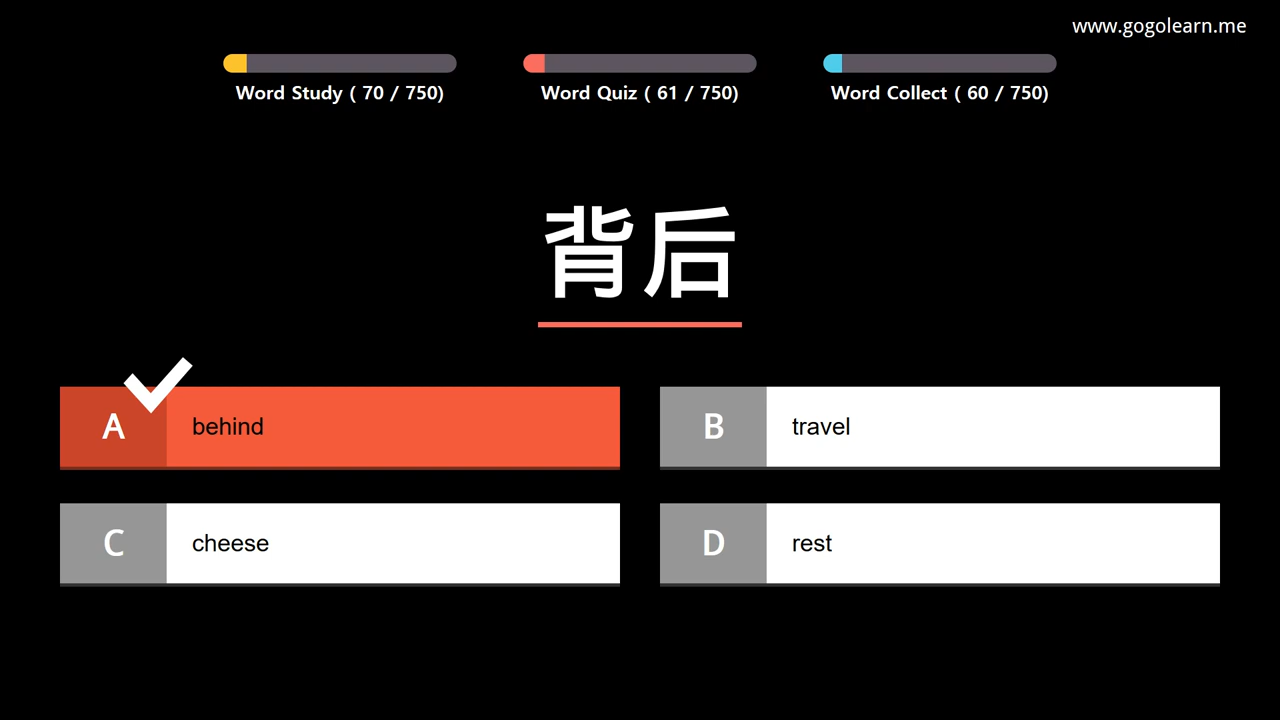 www.gogolearn.me
Word Study ( 70 / 750)
Word Quiz ( 61 / 750)
Word Collect ( 60 / 750)
背后
A behind
B travel
C cheese
D rest